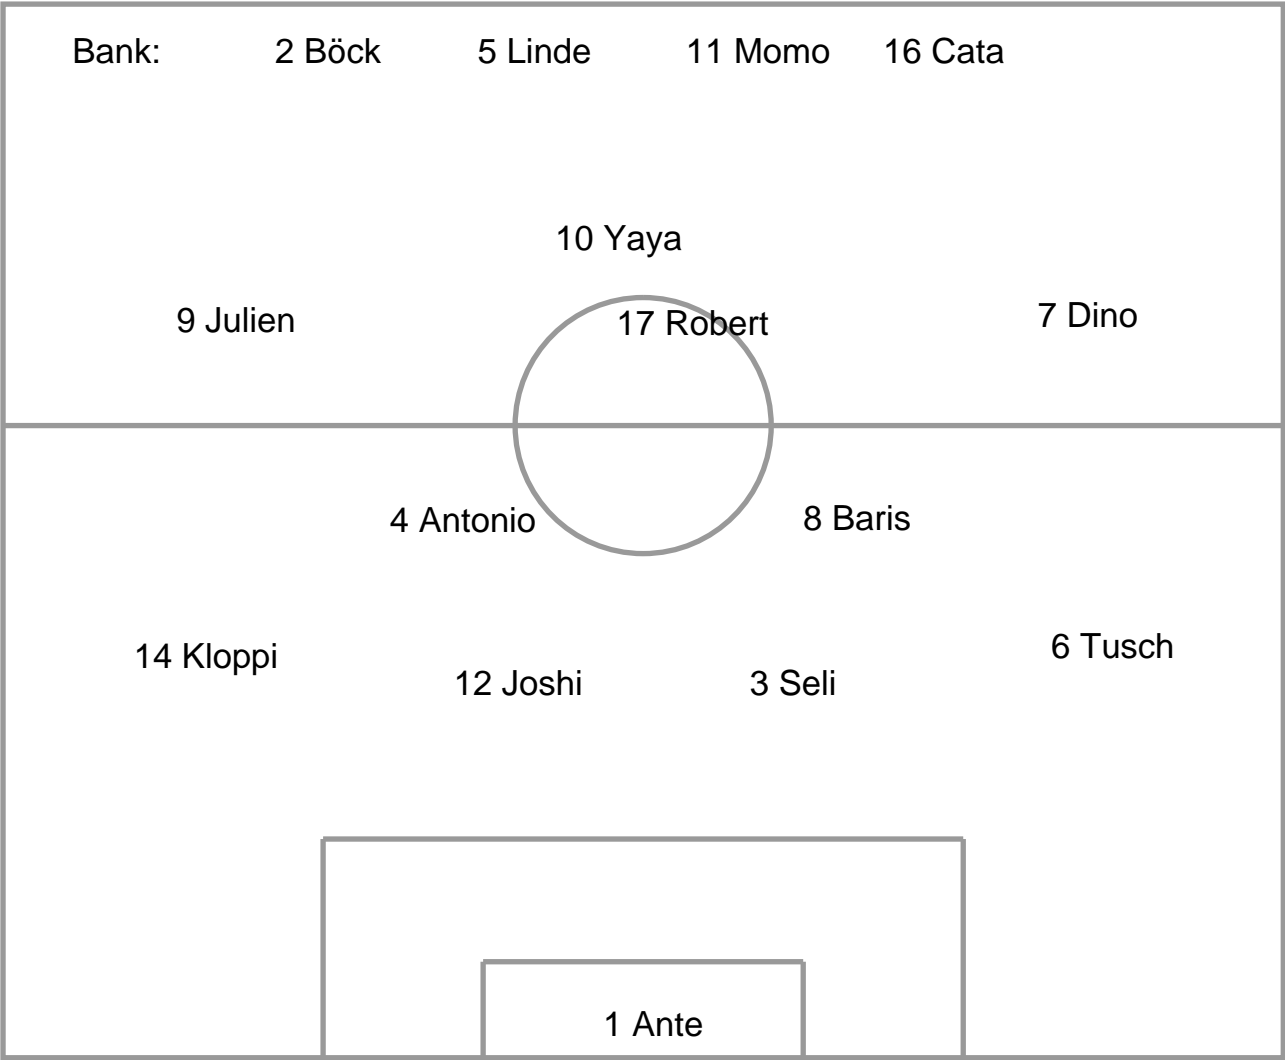 Bank: 2 Böck 5 Linde 11 Momo 16 Cata
10 Yaya
9 Julien 17 Robert 7 Dino
4 Antonio 8 Baris
14 Kloppi 6 Tusch
12 Joshi 3 Seli
1 Ante